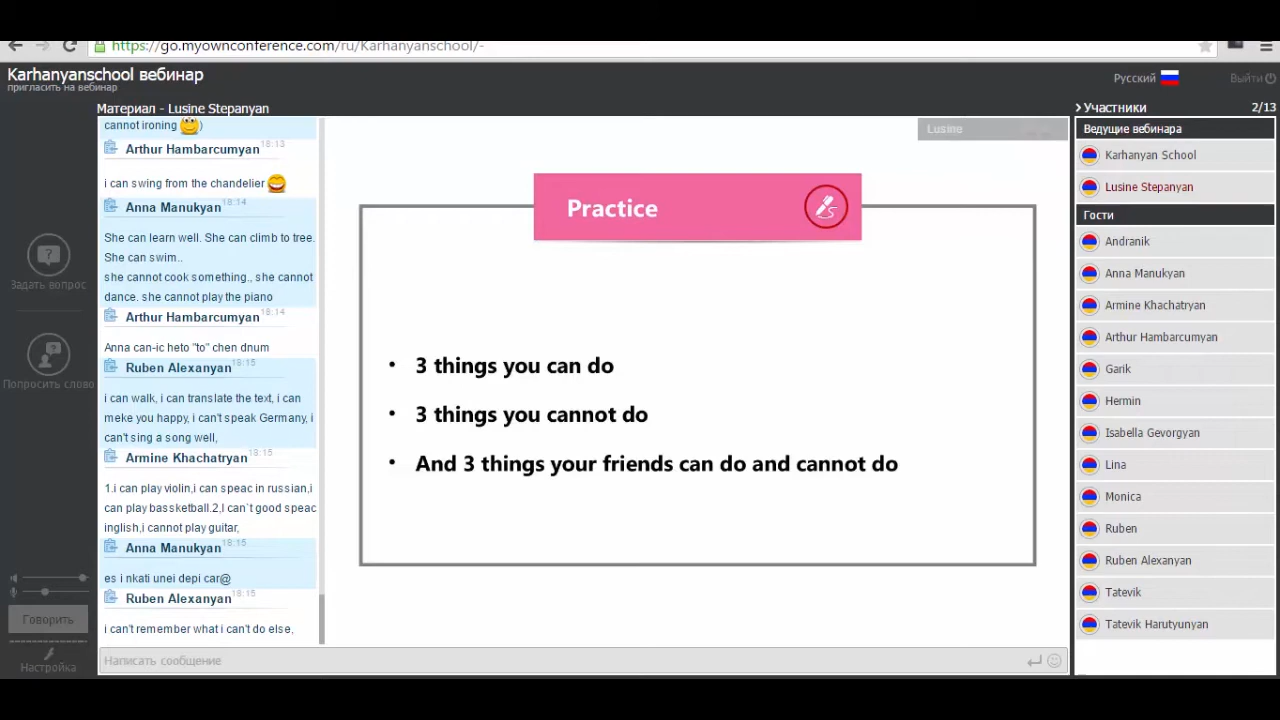 https://go.myownconference.com/ru/Karhanyanschool/-
Karhanyanschool вебинар
пригласить на вебинар
Русский
Выйти
Задать вопрос
Попросить слово
Говорить
Настройка
Материал - Lusine Stepanyan
cannot ironing )
Arthur Hambarcumyan 18:13
i can swing from the chandelier
Anna Manukyan 18:14
She can learn well. She can climb to tree.
She can swim..
she cannot cook something., she cannot
dance. she cannot play the piano
Arthur Hambarcumyan 18:14
Anna can-ic heto "to" chen dnum
Ruben Alexanyan 18:15
i can walk, i can translate the text, i can
meke you happy, i can't speak Germany, i
can't sing a song well,
Armine Khachatryan 18:15
1.i can play violin,i can speac in russian,i
can play bassketball.2,I can`t good speac
inglish,i cannot play guitar,
Anna Manukyan 18:15
es i nkati unei depi car@
Ruben Alexanyan 18:15
i can't remember what i can't do else,
Написать сообщение
Lusine
Practice
• 3 things you can do
• 3 things you cannot do
• And 3 things your friends can do and cannot do
Участники 2/13
Ведущие вебинара
Karhanyan School
Lusine Stepanyan
Гости
Andranik
Anna Manukyan
Armine Khachatryan
Arthur Hambarcumyan
Garik
Hermin
Isabella Gevorgyan
Lina
Monica
Ruben
Ruben Alexanyan
Tatevik
Tatevik Harutyunyan